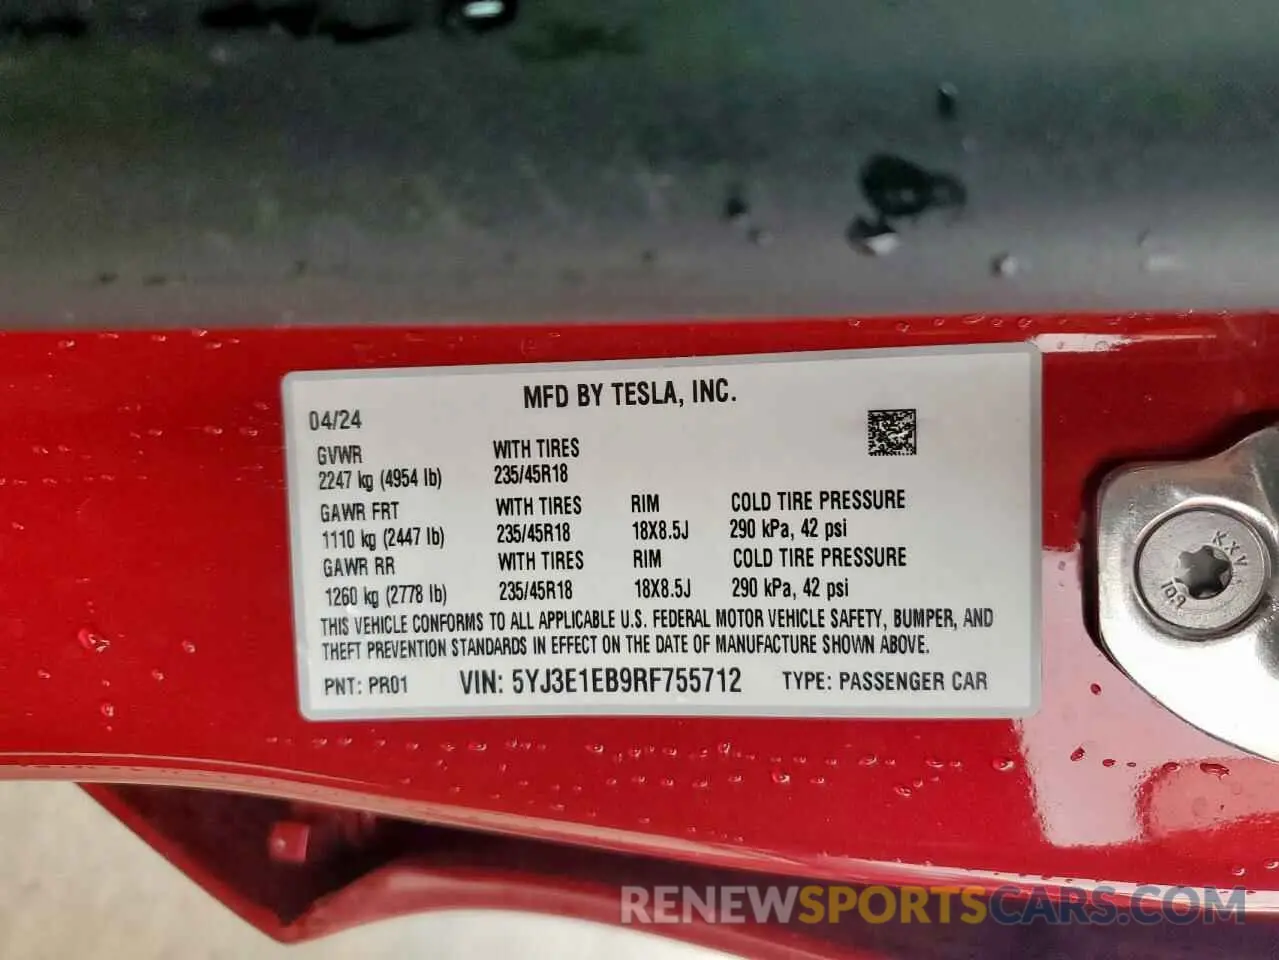 MFD BY TESLA, INC.
04/24
GVWR WITH TIRES
2247 kg (4954 lb) 235/45R18
GAWR FRT WITH TIRES RIM COLD TIRE PRESSURE
1110 kg (2447 lb) 235/45R18 18X8.5J 290 kPa, 42 psi
GAWR RR WITH TIRES RIM COLD TIRE PRESSURE
1260 kg (2778 lb) 235/45R18 18X8.5J 290 kPa, 42 psi
THIS VEHICLE CONFORMS TO ALL APPLICABLE U.S. FEDERAL MOTOR VEHICLE SAFETY, BUMPER, AND
THEFT PREVENTION STANDARDS IN EFFECT ON THE DATE OF MANUFACTURE SHOWN ABOVE.
PNT: PR01 VIN: 5YJ3E1EB9RF755712 TYPE: PASSENGER CAR
KXV
10.9
RENEWSPORTSCARS.COM